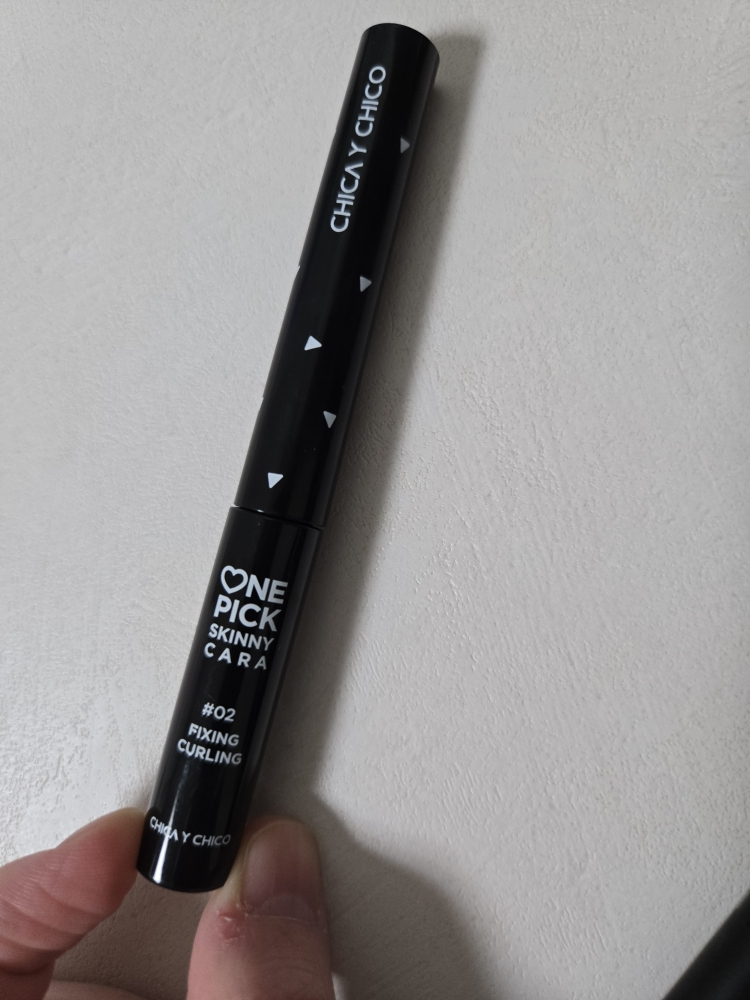 CHICA Y CHICO
ONE
PICK
SKINNY
CARA
#02
FIXING
CURLING
CHICA Y CHICO